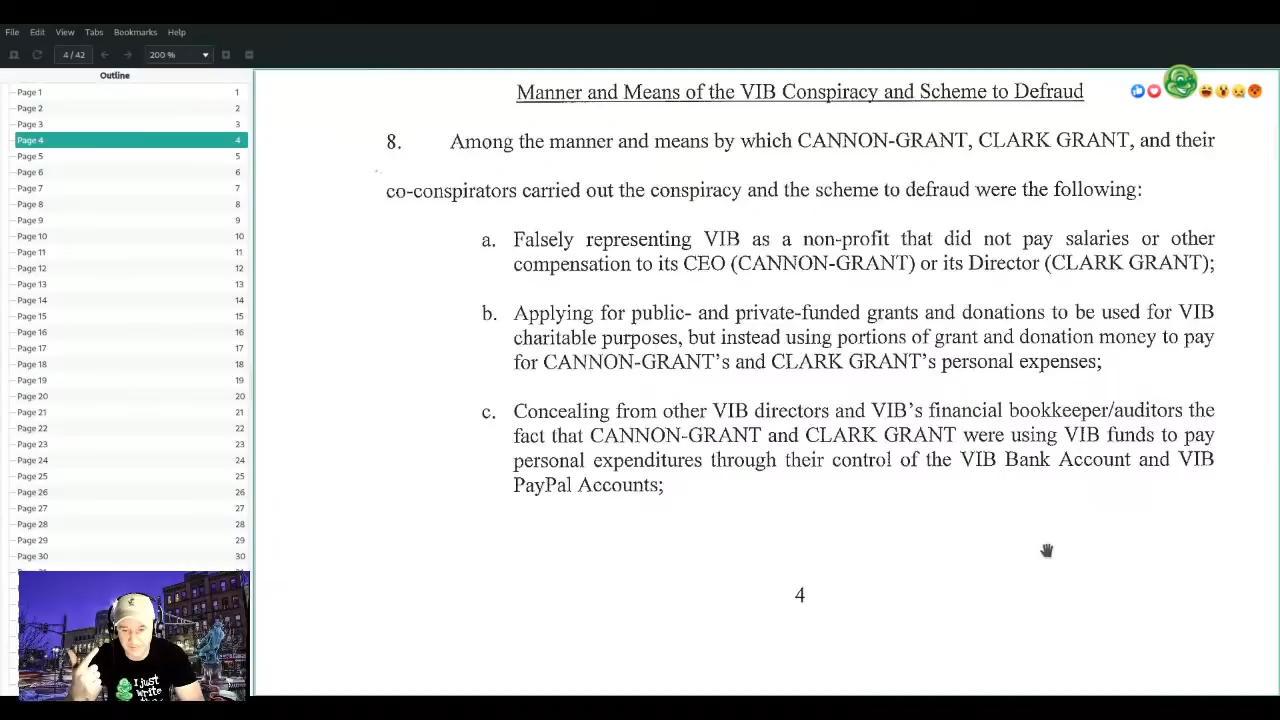 File Edit View Tabs Bookmarks Help
4 / 42 200 %
Outline
Page 1 1
Page 2 2
Page 3 3
Page 4 4
Page 5 5
Page 6 6
Page 7 7
Page 8 8
Page 9 9
Page 10 10
Page 11 11
Page 12 12
Page 13 13
Page 14 14
Page 15 15
Page 16 16
Page 17 17
Page 18 18
Page 19 19
Page 20 20
Page 21 21
Page 22 22
Page 23 23
Page 24 24
Page 25 25
Page 26 26
Page 27 27
Page 28 28
Page 29 29
Page 30 30
Manner and Means of the VIB Conspiracy and Scheme to Defraud
8. Among the manner and means by which CANNON-GRANT, CLARK GRANT, and their
co-conspirators carried out the conspiracy and the scheme to defraud were the following:
a. Falsely representing VIB as a non-profit that did not pay salaries or other
compensation to its CEO (CANNON-GRANT) or its Director (CLARK GRANT);
b. Applying for public- and private-funded grants and donations to be used for VIB
charitable purposes, but instead using portions of grant and donation money to pay
for CANNON-GRANT's and CLARK GRANT's personal expenses;
c. Concealing from other VIB directors and VIB's financial bookkeeper/auditors the
fact that CANNON-GRANT and CLARK GRANT were using VIB funds to pay
personal expenditures through their control of the VIB Bank Account and VIB
PayPal Accounts;
4
I just
write